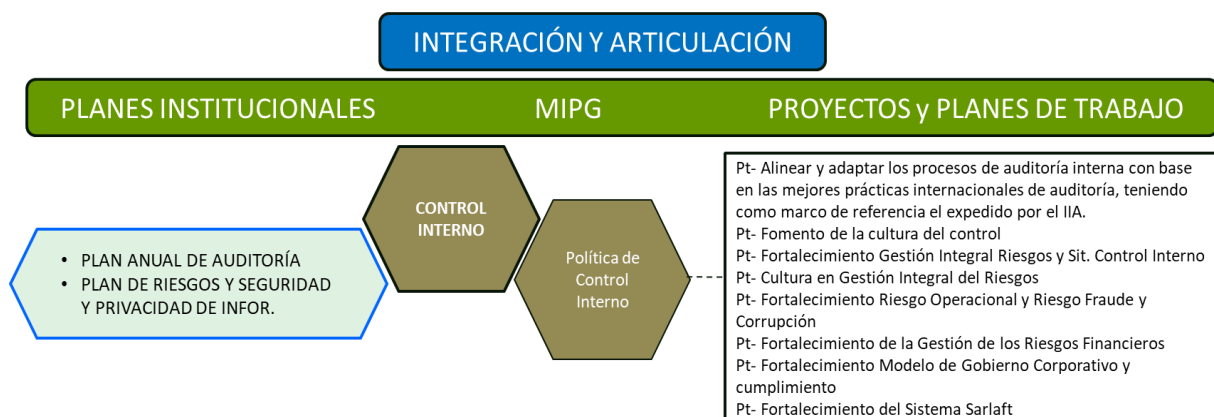 INTEGRACIÓN Y ARTICULACIÓN
PLANES INSTITUCIONALES
MIPG
PROYECTOS y PLANES DE TRABAJO
• PLAN ANUAL DE AUDITORÍA
• PLAN DE RIESGOS Y SEGURIDAD
Y PRIVACIDAD DE INFOR.
CONTROL
INTERNO
Política de
Control
Interno
Pt- Alinear y adaptar los procesos de auditoría interna con base
en las mejores prácticas internacionales de auditoría, teniendo
como marco de referencia el expedido por el IIA.
Pt- Fomento de la cultura del control
Pt- Fortalecimiento Gestión Integral Riesgos y Sit. Control Interno
Pt- Cultura en Gestión Integral del Riesgos
Pt- Fortalecimiento Riesgo Operacional y Riesgo Fraude y
Corrupción
Pt- Fortalecimiento de la Gestión de los Riesgos Financieros
Pt- Fortalecimiento Modelo de Gobierno Corporativo y
cumplimiento
Pt- Fortalecimiento del Sistema Sarlaft